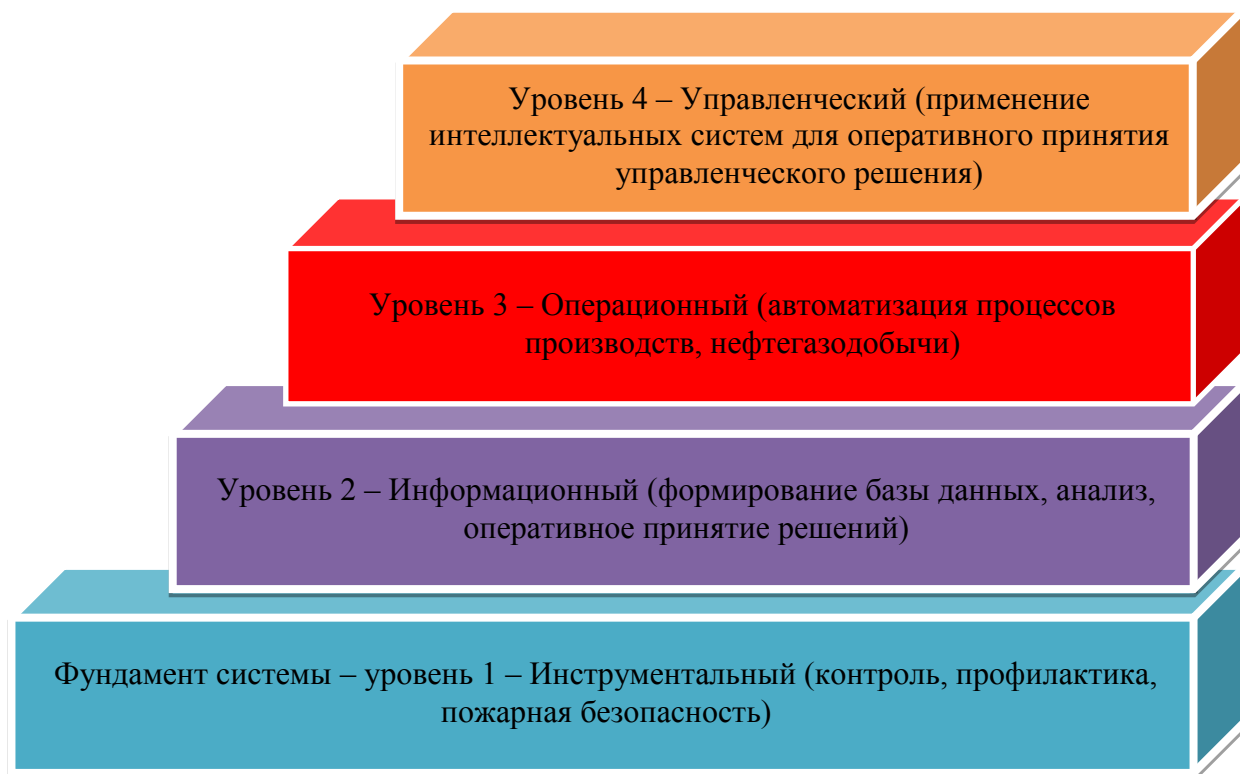 Уровень 4 – Управленческий (применение
интеллектуальных систем для оперативного принятия
управленческого решения)
Уровень 3 – Операционный (автоматизация процессов
производств, нефтегазодобычи)
Уровень 2 – Информационный (формирование базы данных, анализ,
оперативное принятие решений)
Фундамент системы – уровень 1 – Инструментальный (контроль, профилактика,
пожарная безопасность)